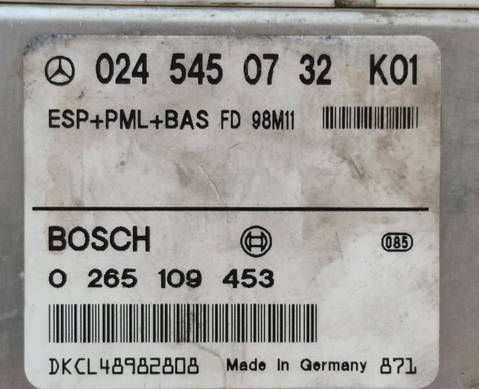 024 545 07 32 K01
ESP+PML+BAS FD 98M11
BOSCH 085
0 265 109 453
DKCL48982808 Made in Germany 871